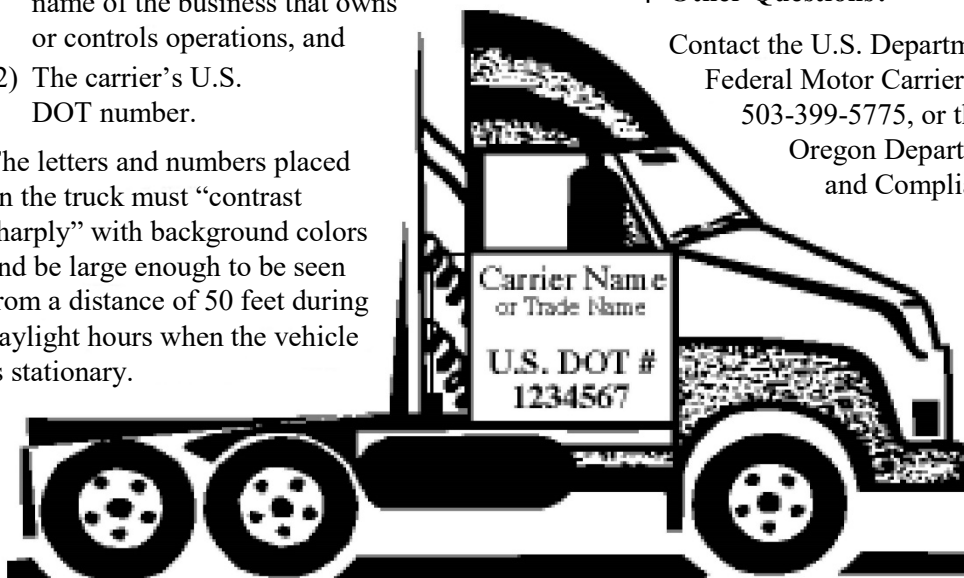 name of the business that owns
or controls operations, and
2) The carrier’s U.S.
DOT number.
The letters and numbers placed
on the truck must “contrast
sharply” with background colors
and be large enough to be seen
from a distance of 50 feet during
daylight hours when the vehicle
is stationary.
Other Questions?
Contact the U.S. Departm
Federal Motor Carrier
503-399-5775, or th
Oregon Depart
and Complia
Carrier Name
or Trade Name
U.S. DOT #
1234567